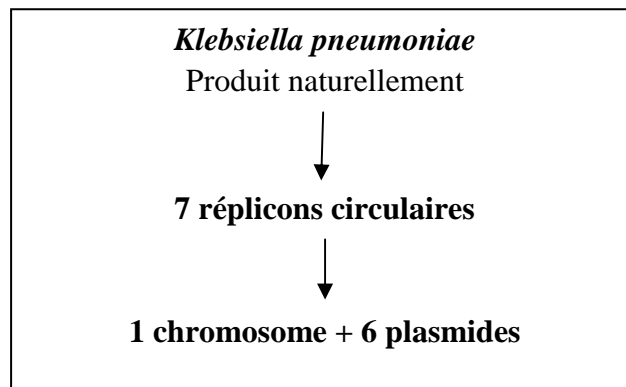 Klebsiella pneumoniae
Produit naturellement
7 réplicons circulaires
1 chromosome + 6 plasmides